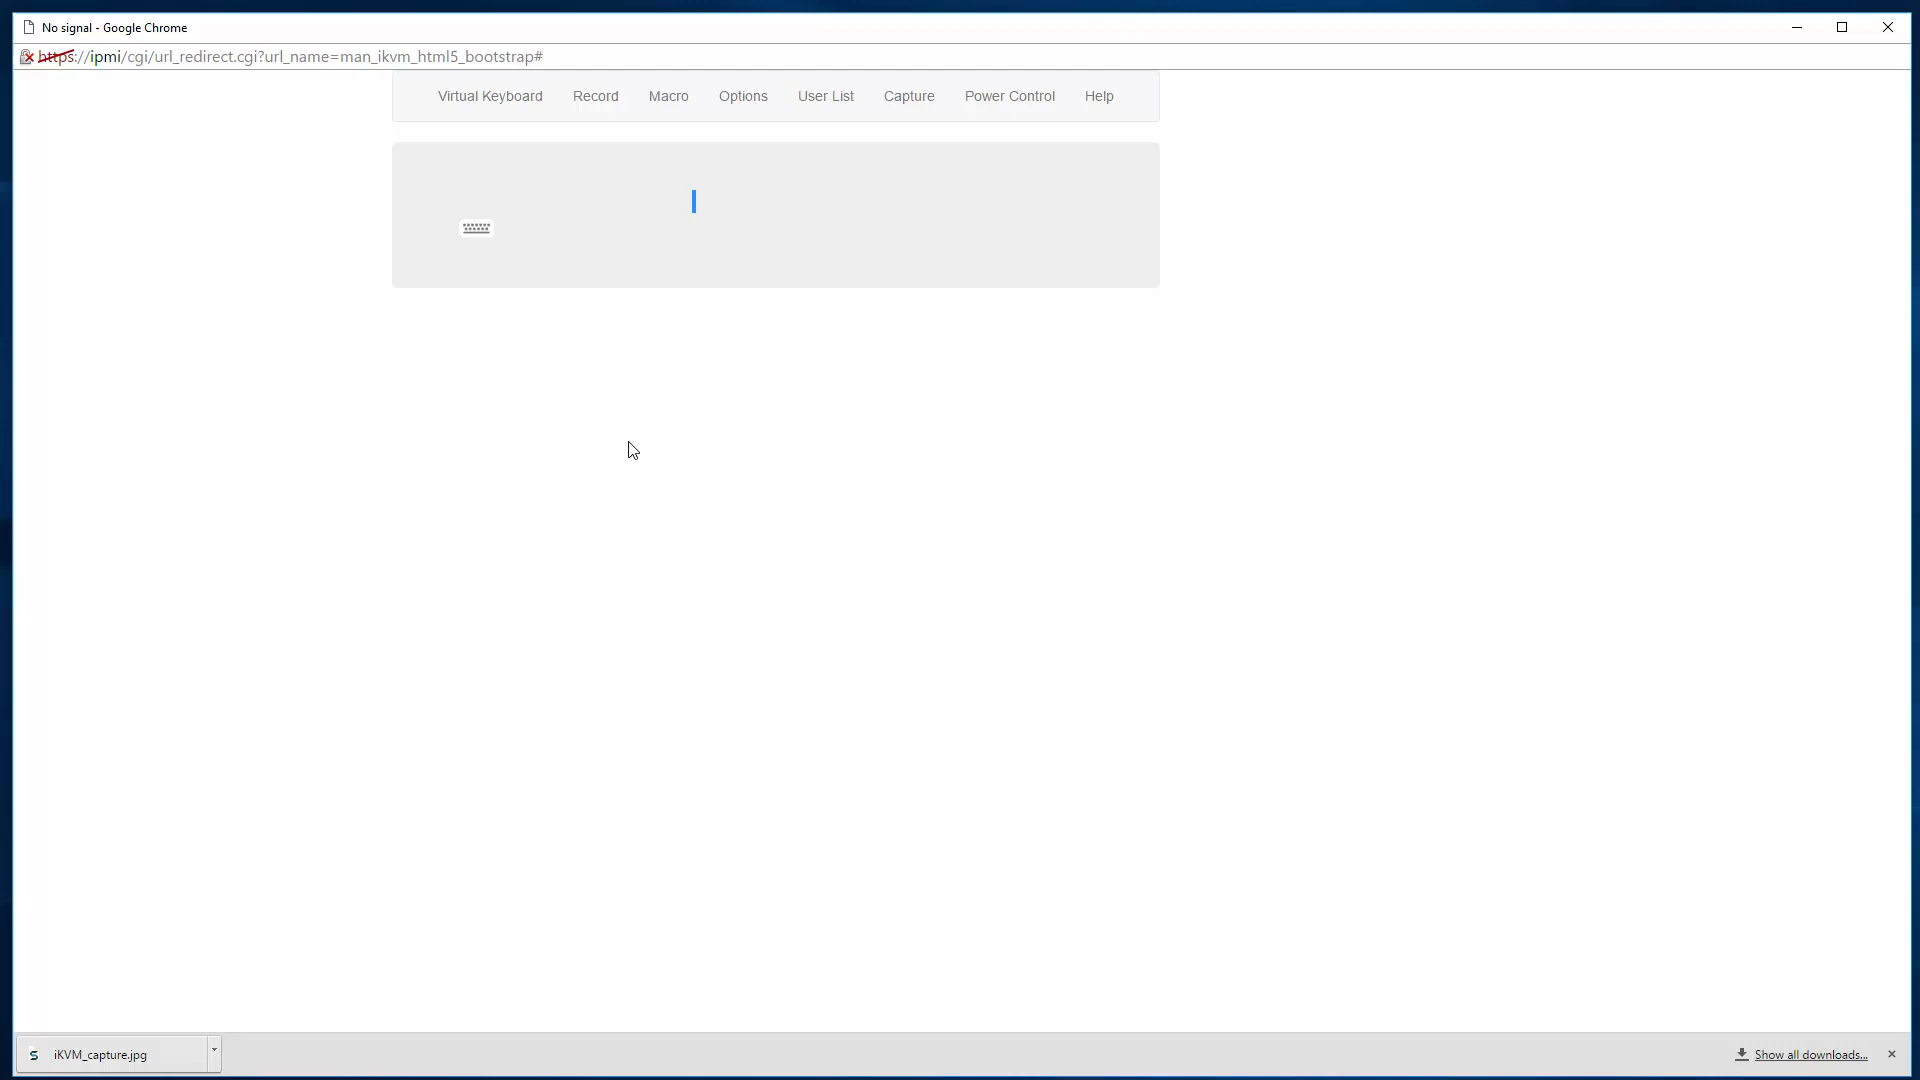 No signal - Google Chrome
https://ipmi/cgi/url_redirect.cgi?url_name=man_ikvm_html5_bootstrap#
Virtual Keyboard Record Macro Options User List Capture Power Control Help
iKVM_capture.jpg Show all downloads...